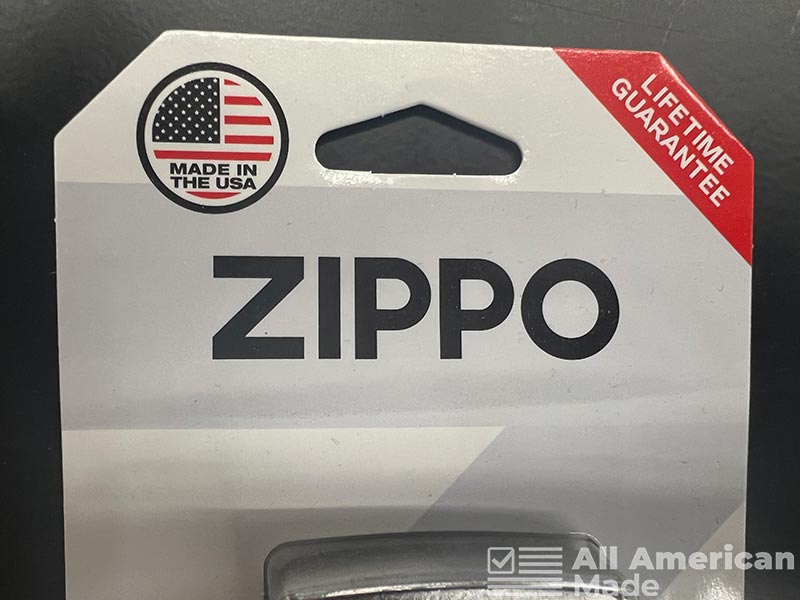 MADE IN
THE USA
LIFETIME
GUARANTEE
ZIPPO
All American
Made